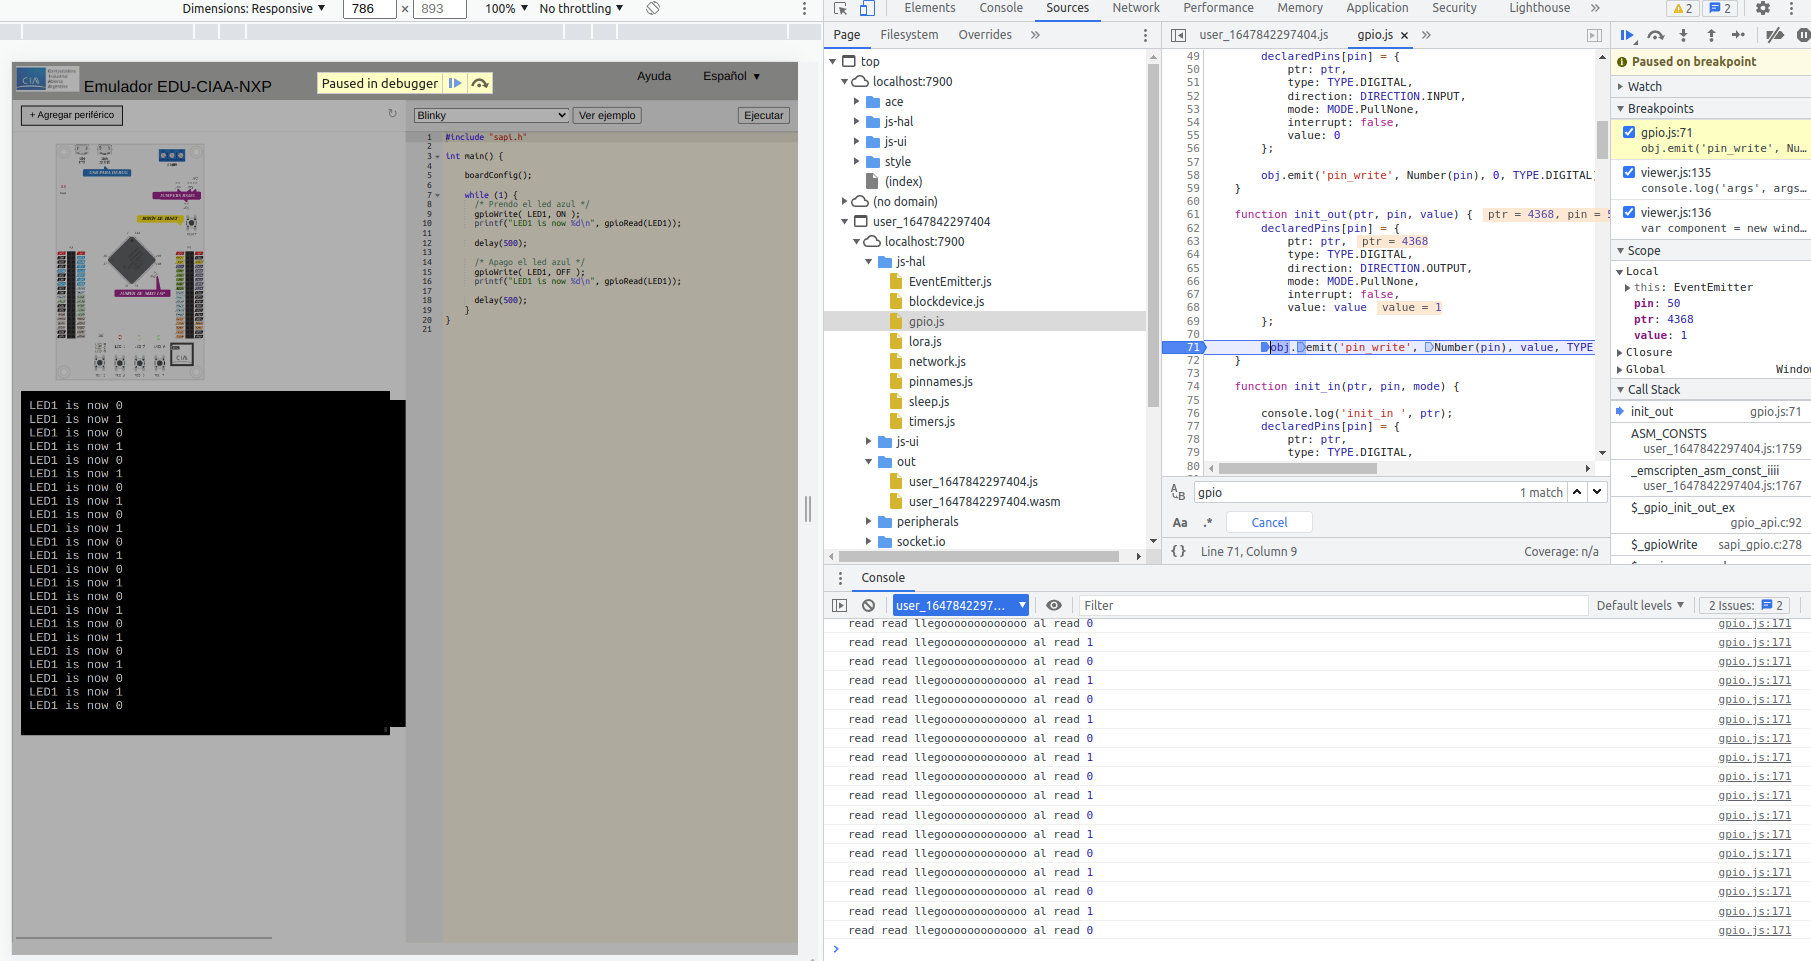 Dimensions: Responsive ▼ 786 × 893 100% ▼ No throttling ▼
Emulador EDU-CIAA-NXP
Paused in debugger
Ayuda
Español ▼
+ Agregar periférico
Blinky
Ver ejemplo
Ejecutar
1 #include "sapi.h"
2
3 int main() {
4
5 boardConfig();
6
7 while (1) {
8 /* Prendo el led azul */
9 gpioWrite( LED1, ON );
10 printf("LED1 is now %d\n", gpioRead(LED1));
11
12 delay(500);
13
14 /* Apago el led azul */
15 gpioWrite( LED1, OFF );
16 printf("LED1 is now %d\n", gpioRead(LED1));
17
18 delay(500);
19 }
20 }
21
CIAA
LED1 is now 0
LED1 is now 1
LED1 is now 0
LED1 is now 1
LED1 is now 0
LED1 is now 1
LED1 is now 0
LED1 is now 1
LED1 is now 0
LED1 is now 1
LED1 is now 0
LED1 is now 1
LED1 is now 0
LED1 is now 1
LED1 is now 0
LED1 is now 1
LED1 is now 0
LED1 is now 1
LED1 is now 0
LED1 is now 1
LED1 is now 0
LED1 is now 1
LED1 is now 0
Elements Console Sources Network Performance Memory Application Security Lighthouse » 2 2
Page Filesystem Overrides »
top
localhost:7900
ace
js-hal
js-ui
style
(index)
(no domain)
user_1647842297404
localhost:7900
js-hal
EventEmitter.js
blockdevice.js
gpio.js
lora.js
network.js
pinnames.js
sleep.js
timers.js
js-ui
out
user_1647842297404.js
user_1647842297404.wasm
peripherals
socket.io
user_1647842297404.js gpio.js × »
49 declaredPins[pin] = {
50 ptr: ptr,
51 type: TYPE.DIGITAL,
52 direction: DIRECTION.INPUT,
53 mode: MODE.PullNone,
54 interrupt: false,
55 value: 0
56 };
57
58 obj.emit('pin_write', Number(pin), 0, TYPE.DIGITAL)
59 }
60
61 function init_out(ptr, pin, value) { ptr = 4368, pin = 5
62 declaredPins[pin] = {
63 ptr: ptr, ptr = 4368
64 type: TYPE.DIGITAL,
65 direction: DIRECTION.OUTPUT,
66 mode: MODE.PullNone,
67 interrupt: false,
68 value: value value = 1
69 };
70
71 obj.emit('pin_write', Number(pin), value, TYPE
72 }
73
74 function init_in(ptr, pin, mode) {
75
76 console.log('init_in ', ptr);
77 declaredPins[pin] = {
78 ptr: ptr,
79 type: TYPE.DIGITAL,
80
gpio 1 match
Aa .* Cancel
{} Line 71, Column 9 Coverage: n/a
Paused on breakpoint
Watch
Breakpoints
gpio.js:71
obj.emit('pin_write', Nu…
viewer.js:135
console.log('args', args…
viewer.js:136
var component = new wind…
Scope
Local
this: EventEmitter
pin: 50
ptr: 4368
value: 1
Closure
Global Window
Call Stack
init_out gpio.js:71
ASM_CONSTS
user_1647842297404.js:1759
_emscripten_asm_const_iiii
user_1647842297404.js:1767
$_gpio_init_out_ex
gpio_api.c:92
$_gpioWrite sapi_gpio.c:278
Console
user_1647842297... ▼ Filter Default levels ▼ 2 Issues: 2
read read llegooooooooooooo al read 0 gpio.js:171
read read llegooooooooooooo al read 1 gpio.js:171
read read llegooooooooooooo al read 0 gpio.js:171
read read llegooooooooooooo al read 1 gpio.js:171
read read llegooooooooooooo al read 0 gpio.js:171
read read llegooooooooooooo al read 1 gpio.js:171
read read llegooooooooooooo al read 0 gpio.js:171
read read llegooooooooooooo al read 1 gpio.js:171
read read llegooooooooooooo al read 0 gpio.js:171
read read llegooooooooooooo al read 1 gpio.js:171
read read llegooooooooooooo al read 0 gpio.js:171
read read llegooooooooooooo al read 1 gpio.js:171
read read llegooooooooooooo al read 0 gpio.js:171
read read llegooooooooooooo al read 1 gpio.js:171
read read llegooooooooooooo al read 0 gpio.js:171
read read llegooooooooooooo al read 1 gpio.js:171
read read llegooooooooooooo al read 0 gpio.js:171